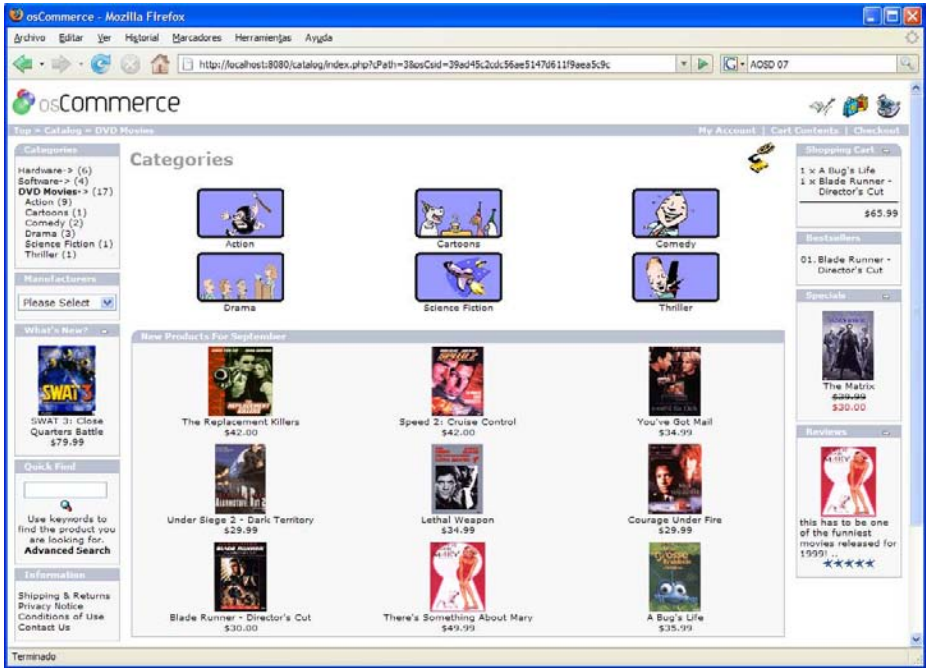 osCommerce - Mozilla Firefox
Archivo Editar Ver Historial Marcadores Herramientas Ayuda
http://localhost:8080/catalog/index.php?cPath=3&osCsid=39ad45c2cdc56ae5147d611f9aea5c9c
AOSD 07
osCommerce
Top » Catalog » DVD Movies
My Account | Cart Contents | Checkout
Categories
Hardware-> (6)
Software-> (4)
DVD Movies-> (17)
Action (9)
Cartoons (1)
Comedy (2)
Drama (3)
Science Fiction (1)
Thriller (1)
Manufacturers
Please Select
What's New?
SWAT 3
SWAT 3: Close
Quarters Battle
$79.99
Quick Find
Use keywords to
find the product you
are looking for.
Advanced Search
Information
Shipping & Returns
Privacy Notice
Conditions of Use
Contact Us
Categories
Action
Cartoons
Comedy
Drama
Science Fiction
Thriller
New Products For September
The Replacement Killers
$42.00
Speed 2: Cruise Control
$42.00
You've Got Mail
$34.99
Under Siege 2 - Dark Territory
$29.99
Lethal Weapon
$34.99
Courage Under Fire
$29.99
Blade Runner - Director's Cut
$30.00
There's Something About Mary
$49.99
A Bug's Life
$35.99
Shopping Cart
1 x A Bug's Life
1 x Blade Runner -
Director's Cut
$65.99
Bestsellers
01. Blade Runner -
Director's Cut
Specials
The Matrix
$39.99
$30.00
Reviews
this has to be one
of the funniest
movies released for
1999! ..
Terminado